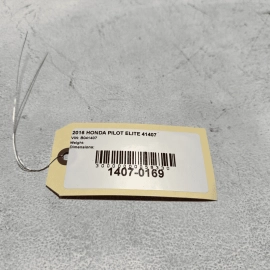 2016 HONDA PILOT ELITE 41407
Weight:
Dimensions:
1407-0169